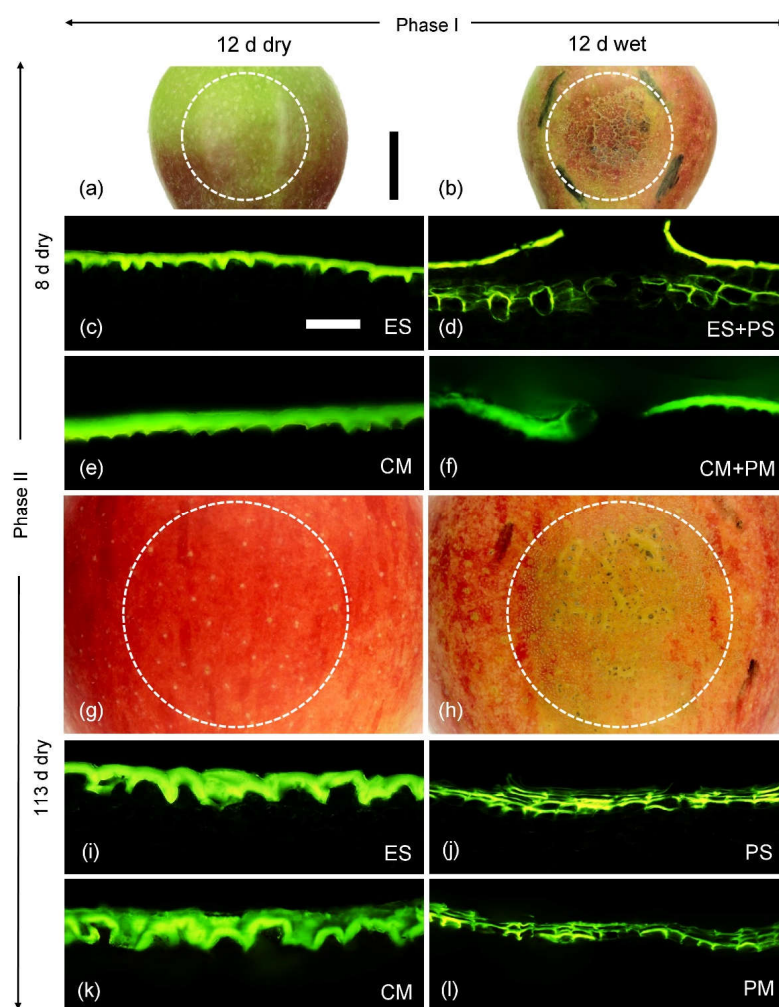 Phase I
12 d dry
12 d wet
Phase II
8 d dry
(a)
(b)
(c)
ES
(d)
ES+PS
(e)
CM
(f)
CM+PM
113 d dry
(g)
(h)
(i)
ES
(j)
PS
(k)
CM
(l)
PM